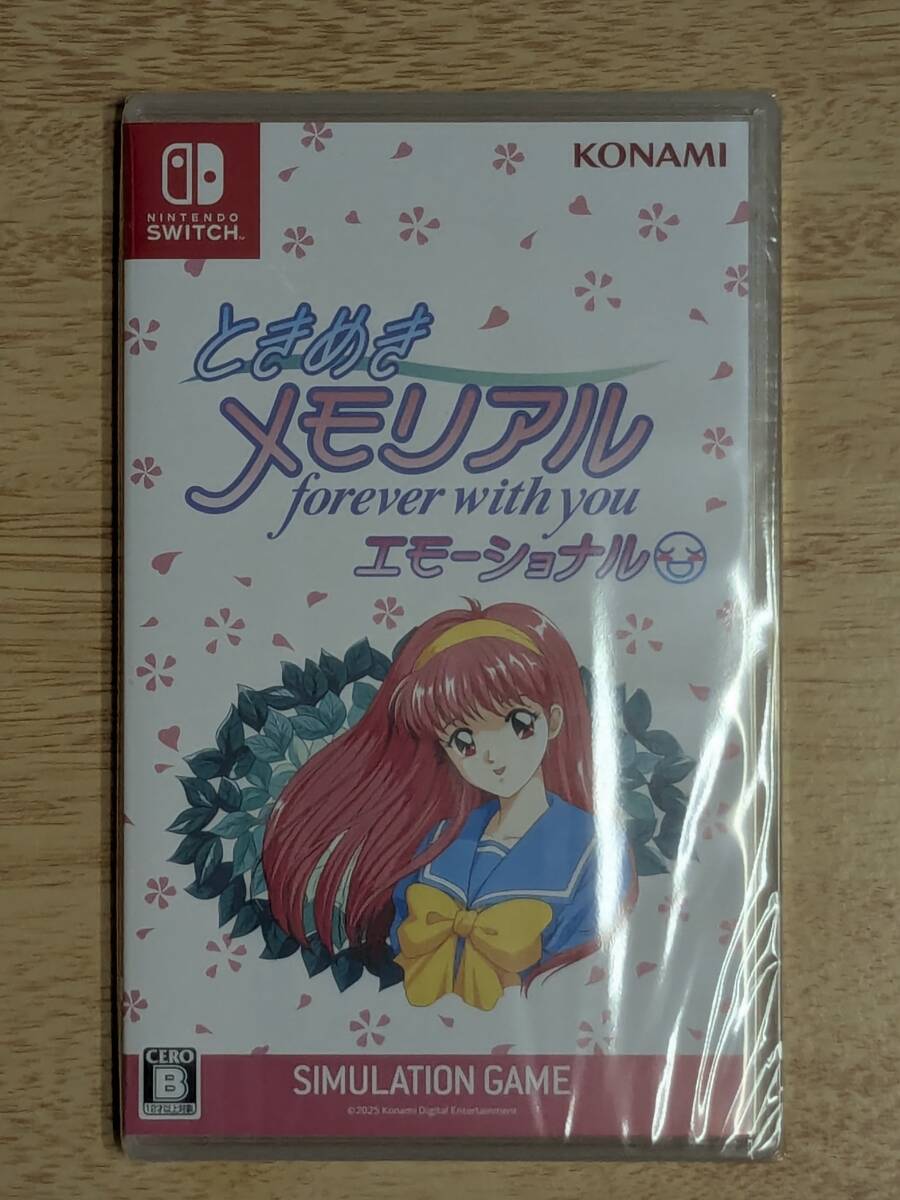 KONAMI
NINTENDO
SWITCH™
ときめき
メモリアル
forever with you
エモーショナル
CERO
B
12才以上対象
SIMULATION GAME
©2025 Konami Digital Entertainment